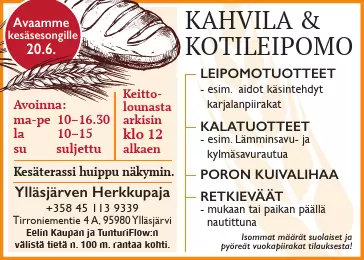 Avaamme
kesäsesongille
20.6.
KAHVILA &
KOTILEIPOMO
LEIPOMOTUOTTEET
- esim. aidot käsintehdyt
karjalanpiirakat
KALATUOTTEET
- esim. Lämminsavu- ja
kylmäsavurautua
PORON KUIVALIHAA
RETKIEVÄÄT
- mukaan tai paikan päällä
nautittuna
Isommat määrät suolaiset ja
pyöreät vuokapiirakat tilauksesta!
Avoinna:
ma-pe 10–16.30
la 10–15
su suljettu
Keitto-
lounasta
arkisin
klo 12
alkaen
Kesäterassi huippu näkymin.
Ylläsjärven Herkkupaja
+358 45 113 9339
Tirroniementie 4 A, 95980 Ylläsjärvi
Eelin Kaupan ja TunturiFlow:n
välistä tietä n. 100 m. rantaa kohti.